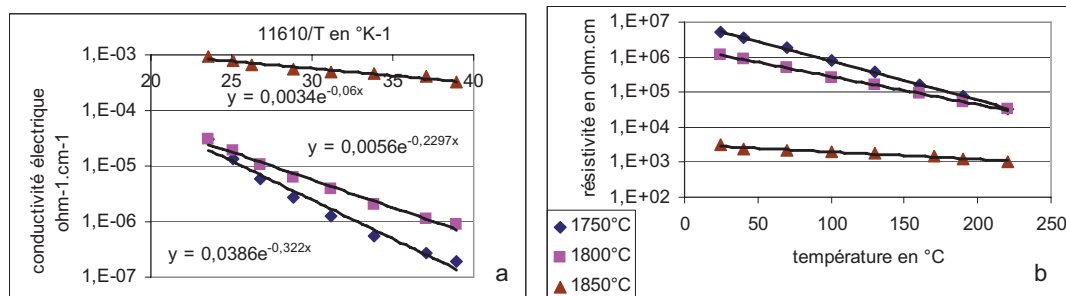 11610/T en °K-1
1,E-03
20 25 30 35 40
1,E-04
1,E-05
1,E-06
1,E-07
conductivité électrique
ohm-1.cm-1
y = 0,0034e-0,06x
y = 0,0056e-0,2297x
y = 0,0386e-0,322x
a
1,E+07
1,E+06
1,E+05
1,E+04
1,E+03
1,E+02
résistivité en ohm.cm
0 50 100 150 200 250
température en °C
1750°C
1800°C
1850°C
b